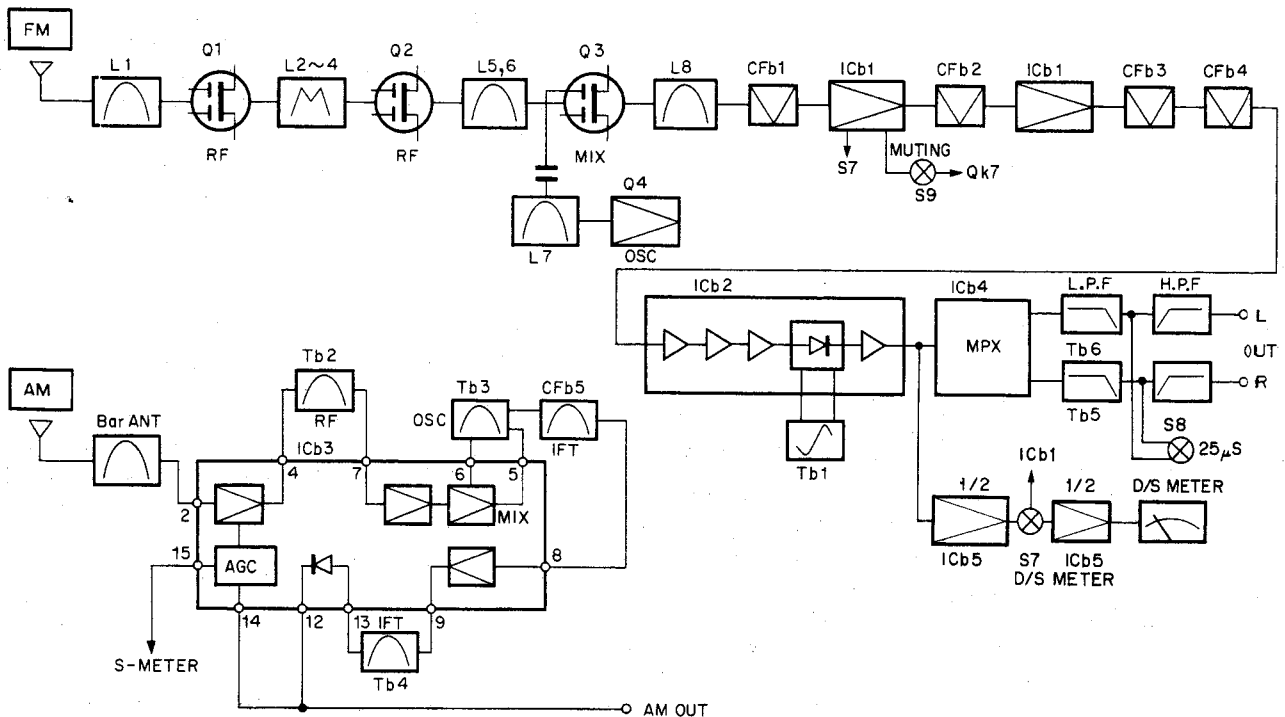 FM
L1
Q1
RF
L2~4
Q2
RF
L5,6
Q3
MIX
L8
CFb1
ICb1
CFb2
ICb1
CFb3
CFb4
S7
MUTING
S9
Qk7
L7
Q4
OSC
ICb2
Tb1
ICb4
MPX
L.P.F
Tb6
Tb5
H.P.F
L
OUT
R
S8
25μS
ICb1
1/2
ICb5
S7
D/S METER
1/2
ICb5
D/S METER
AM
Bar ANT
Tb2
RF
ICb3
Tb3
OSC
CFb5
IFT
4
7
6
5
2
MIX
15
AGC
8
14
12
13
IFT
9
Tb4
S-METER
AM OUT